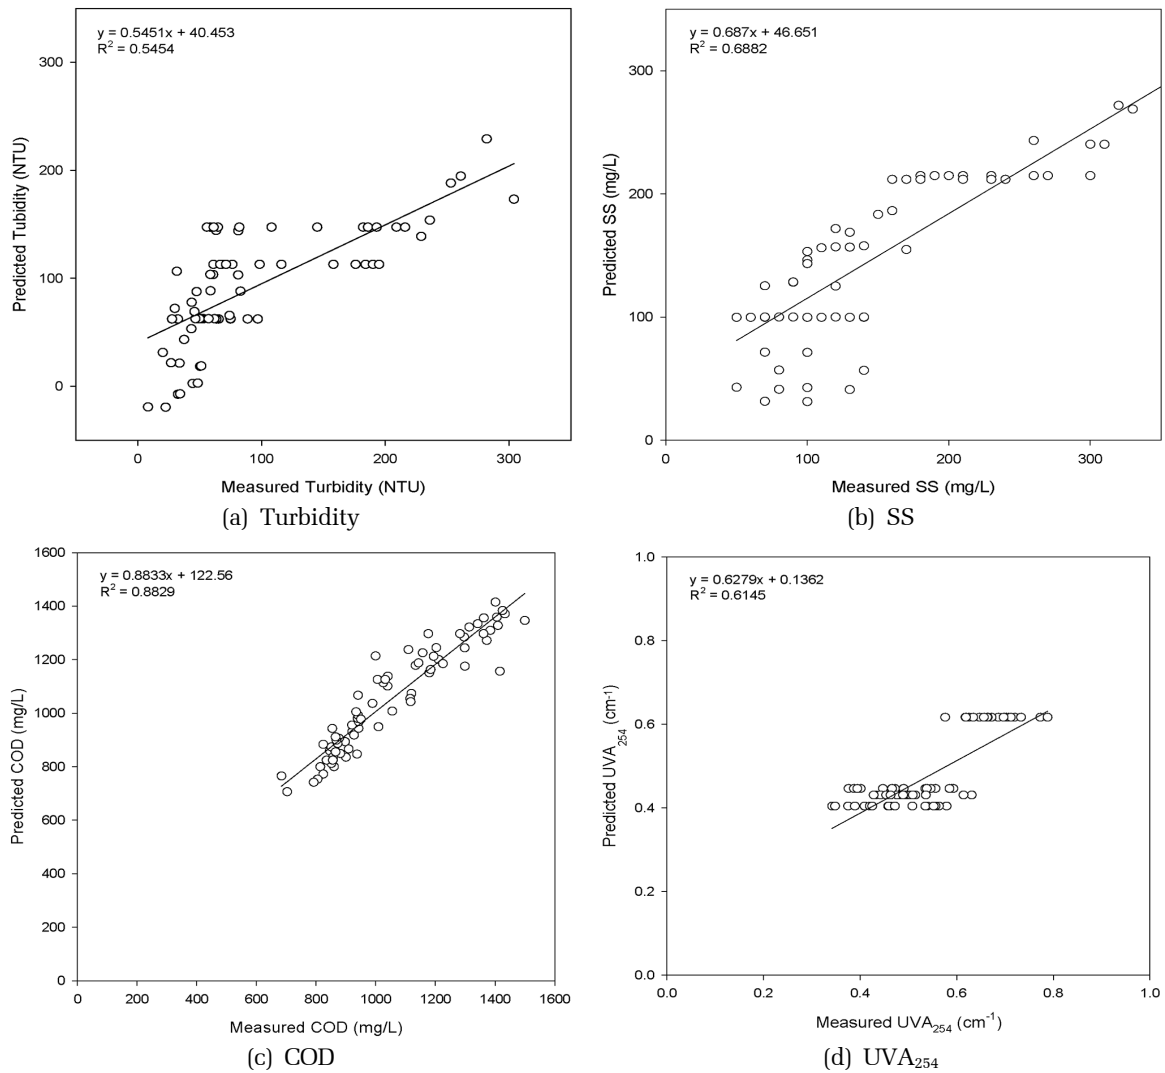 y = 0.5451x + 40.453
R² = 0.5454
300
200
100
0
Predicted Tubidity (NTU)
0 100 200 300
Measured Turbidity (NTU)
(a) Turbidity
y = 0.687x + 46.651
R² = 0.6882
300
200
100
0
Predicted SS (mg/L)
0 100 200 300
Measured SS (mg/L)
(b) SS
y = 0.8833x + 122.56
R² = 0.8829
1600
1400
1200
1000
800
600
400
200
0
Predicted COD (mg/L)
0 200 400 600 800 1000 1200 1400 1600
Measured COD (mg/L)
(c) COD
y = 0.6279x + 0.1362
R² = 0.6145
1.0
0.8
0.6
0.4
0.2
0.0
Predicted UVA₂₅₄ (cm⁻¹)
0.0 0.2 0.4 0.6 0.8 1.0
Measured UVA₂₅₄ (cm⁻¹)
(d) UVA₂₅₄